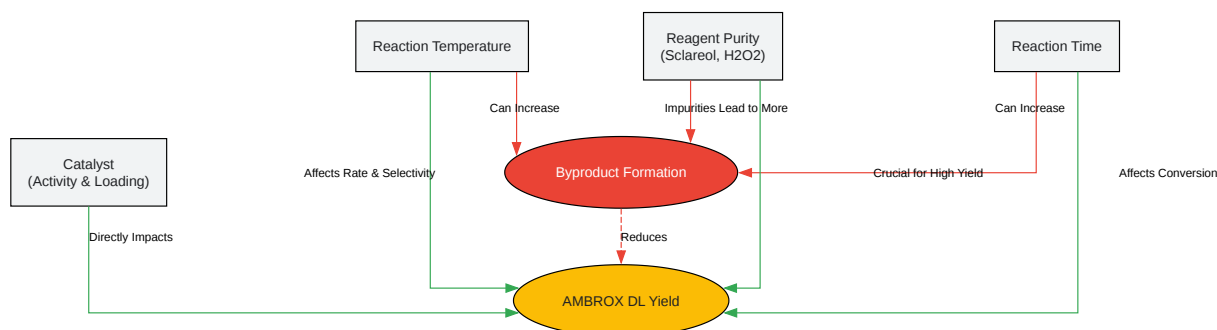 Reaction Temperature
Reagent Purity
(Sclareol, H2O2)
Reaction Time
Can Increase
Impurities Lead to More
Can Increase
Catalyst
(Activity & Loading)
Affects Rate & Selectivity
Byproduct Formation
Crucial for High Yield
Affects Conversion
Directly Impacts
Reduces
AMBROX DL Yield